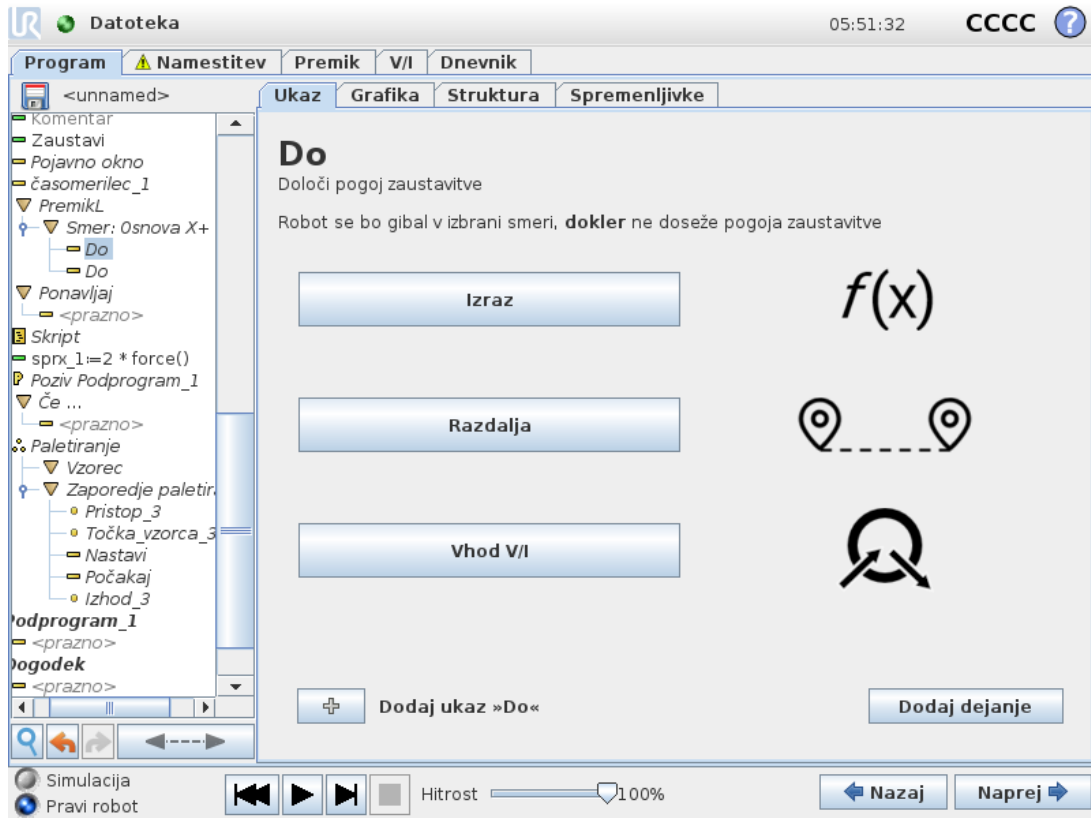 UR Datoteka 05:51:32 CCCC ?
Program Namestitev Premik V/I Dnevnik
<unnamed>
Ukaz Grafika Struktura Spremenljivke
Komentar
Zaustavi
Pojavno okno
časomerilec_1
PremikL
Smer: Osnova X+
Do
Do
Ponavljaj
<prazno>
Skript
sprx_1≔2 * force()
Poziv Podprogram_1
Če ...
<prazno>
Paletiranje
Vzorec
Zaporedje paletir
Pristop_3
Točka_vzorca_3
Nastavi
Počakaj
Izhod_3
Podprogram_1
<prazno>
Dogodek
<prazno>
Do
Določi pogoj zaustavitve
Robot se bo gibal v izbrani smeri, dokler ne doseže pogoja zaustavitve
Izraz f(x)
Razdalja
Vhod V/I
Dodaj ukaz »Do« Dodaj dejanje
Simulacija
Pravi robot
Hitrost 100%
Nazaj Naprej